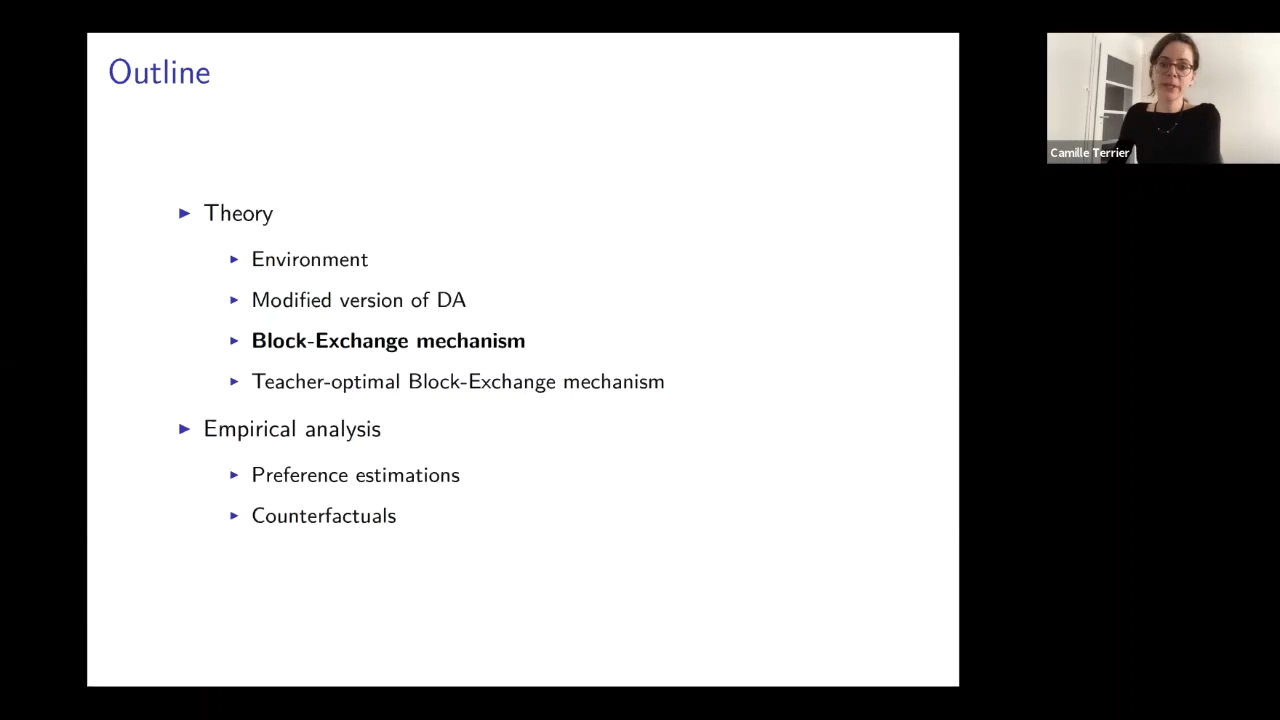 Outline
Theory
Environment
Modified version of DA
Block-Exchange mechanism
Teacher-optimal Block-Exchange mechanism
Empirical analysis
Preference estimations
Counterfactuals
Camille Terrier